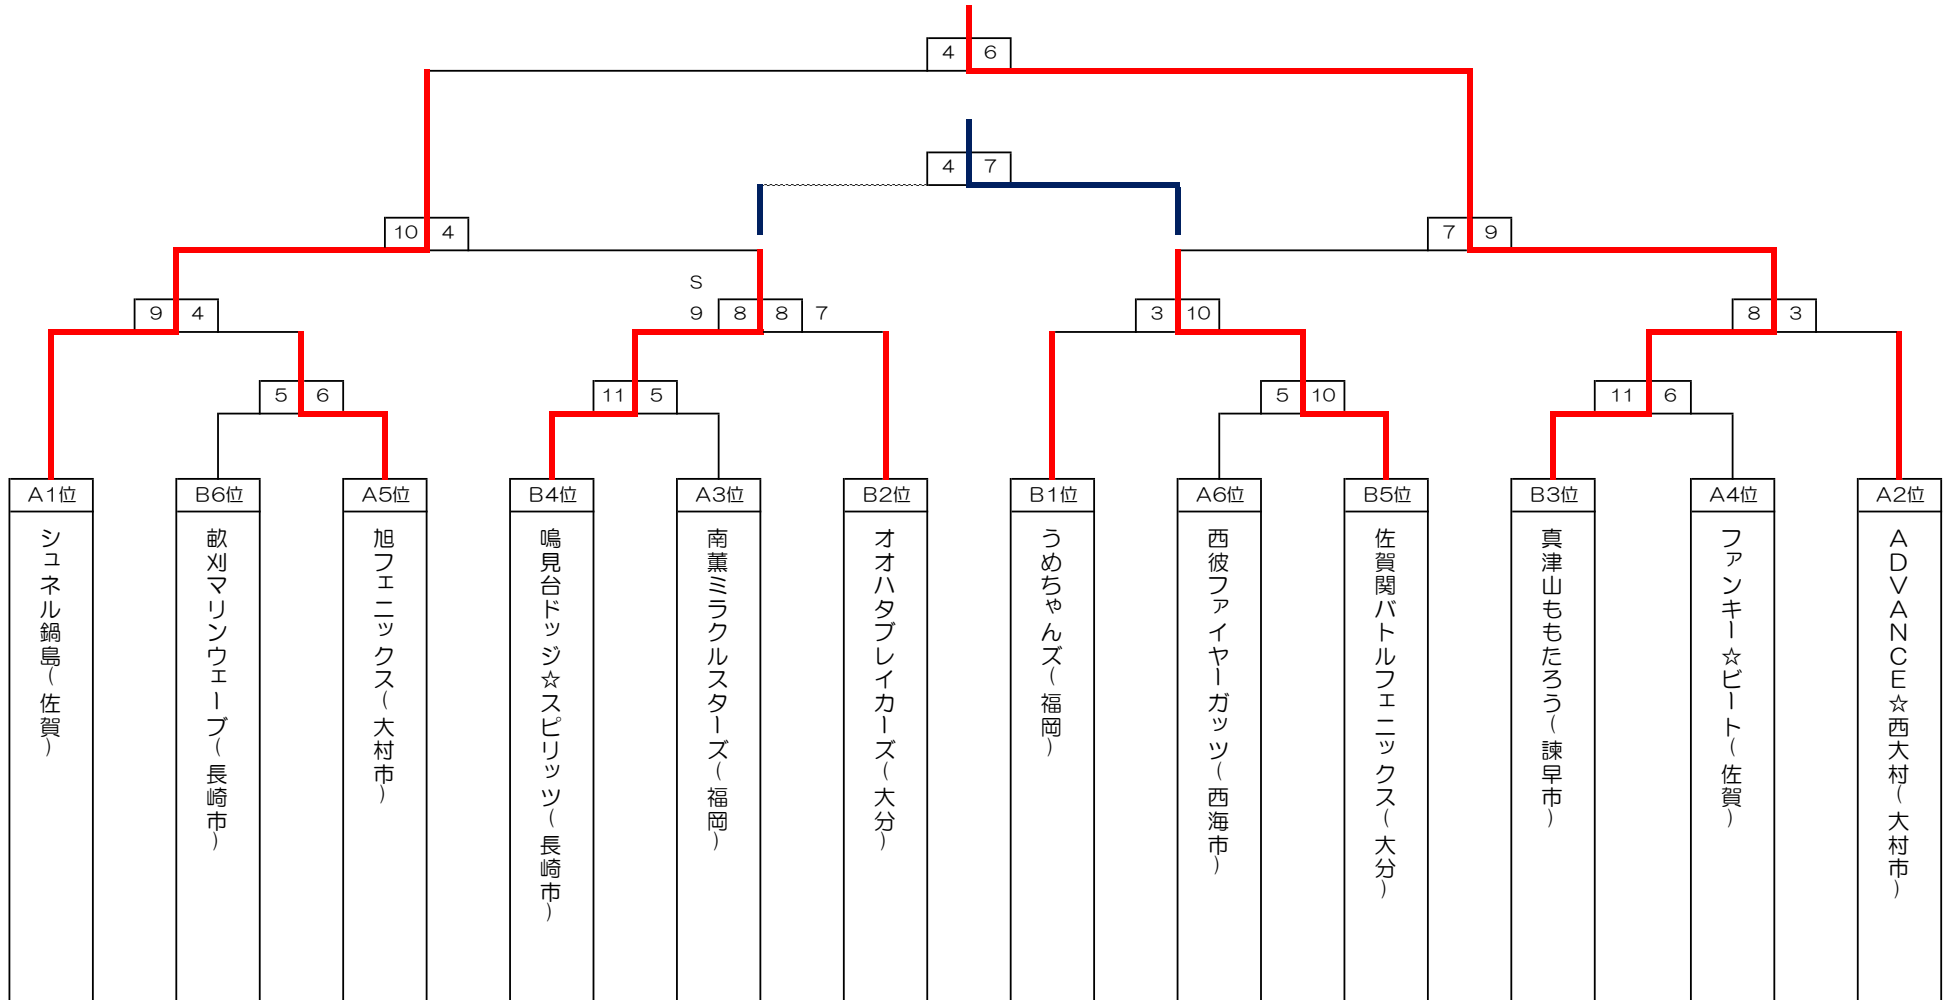 4 6
4 7
10 4
7 9
S
9 4
9 8 8 7
3 10
8 3
5 6
11 5
5 10
11 6
A1位
B6位
A5位
B4位
A3位
B2位
B1位
A6位
B5位
B3位
A4位
A2位
シュネル鍋島(佐賀)
畝刈マリンウェーブ(長崎市)
旭フェニックス(大村市)
鳴見台ドッジ☆スピリッツ(長崎市)
南薫ミラクルスターズ(福岡)
オオハタブレイカーズ(大分)
うめちゃんズ(福岡)
西彼ファイヤーガッツ(西海市)
佐賀関バトルフェニックス(大分)
真津山ももたろう(諫早市)
ファンキー☆ビート(佐賀)
ADVANCE☆西大村(大村市)